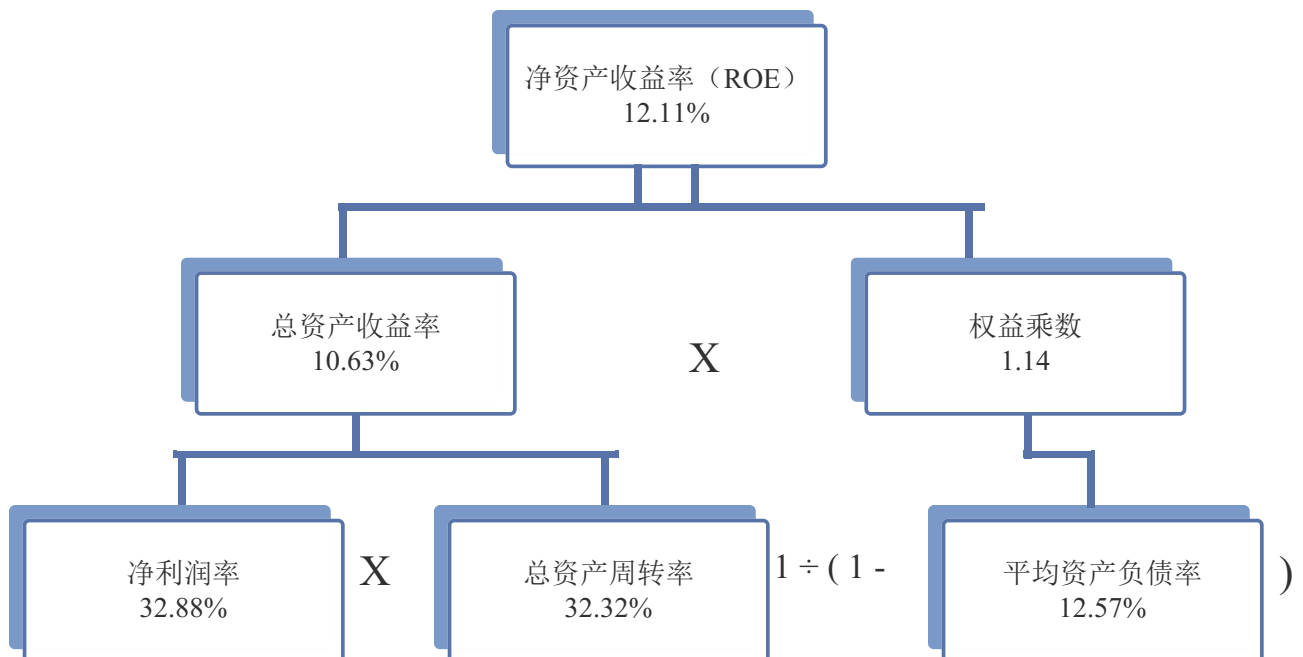 净资产收益率（ROE）
12.11%
总资产收益率
10.63%
X
权益乘数
1.14
净利润率
32.88%
X
总资产周转率
32.32%
1 ÷ ( 1 -
平均资产负债率
12.57%
)